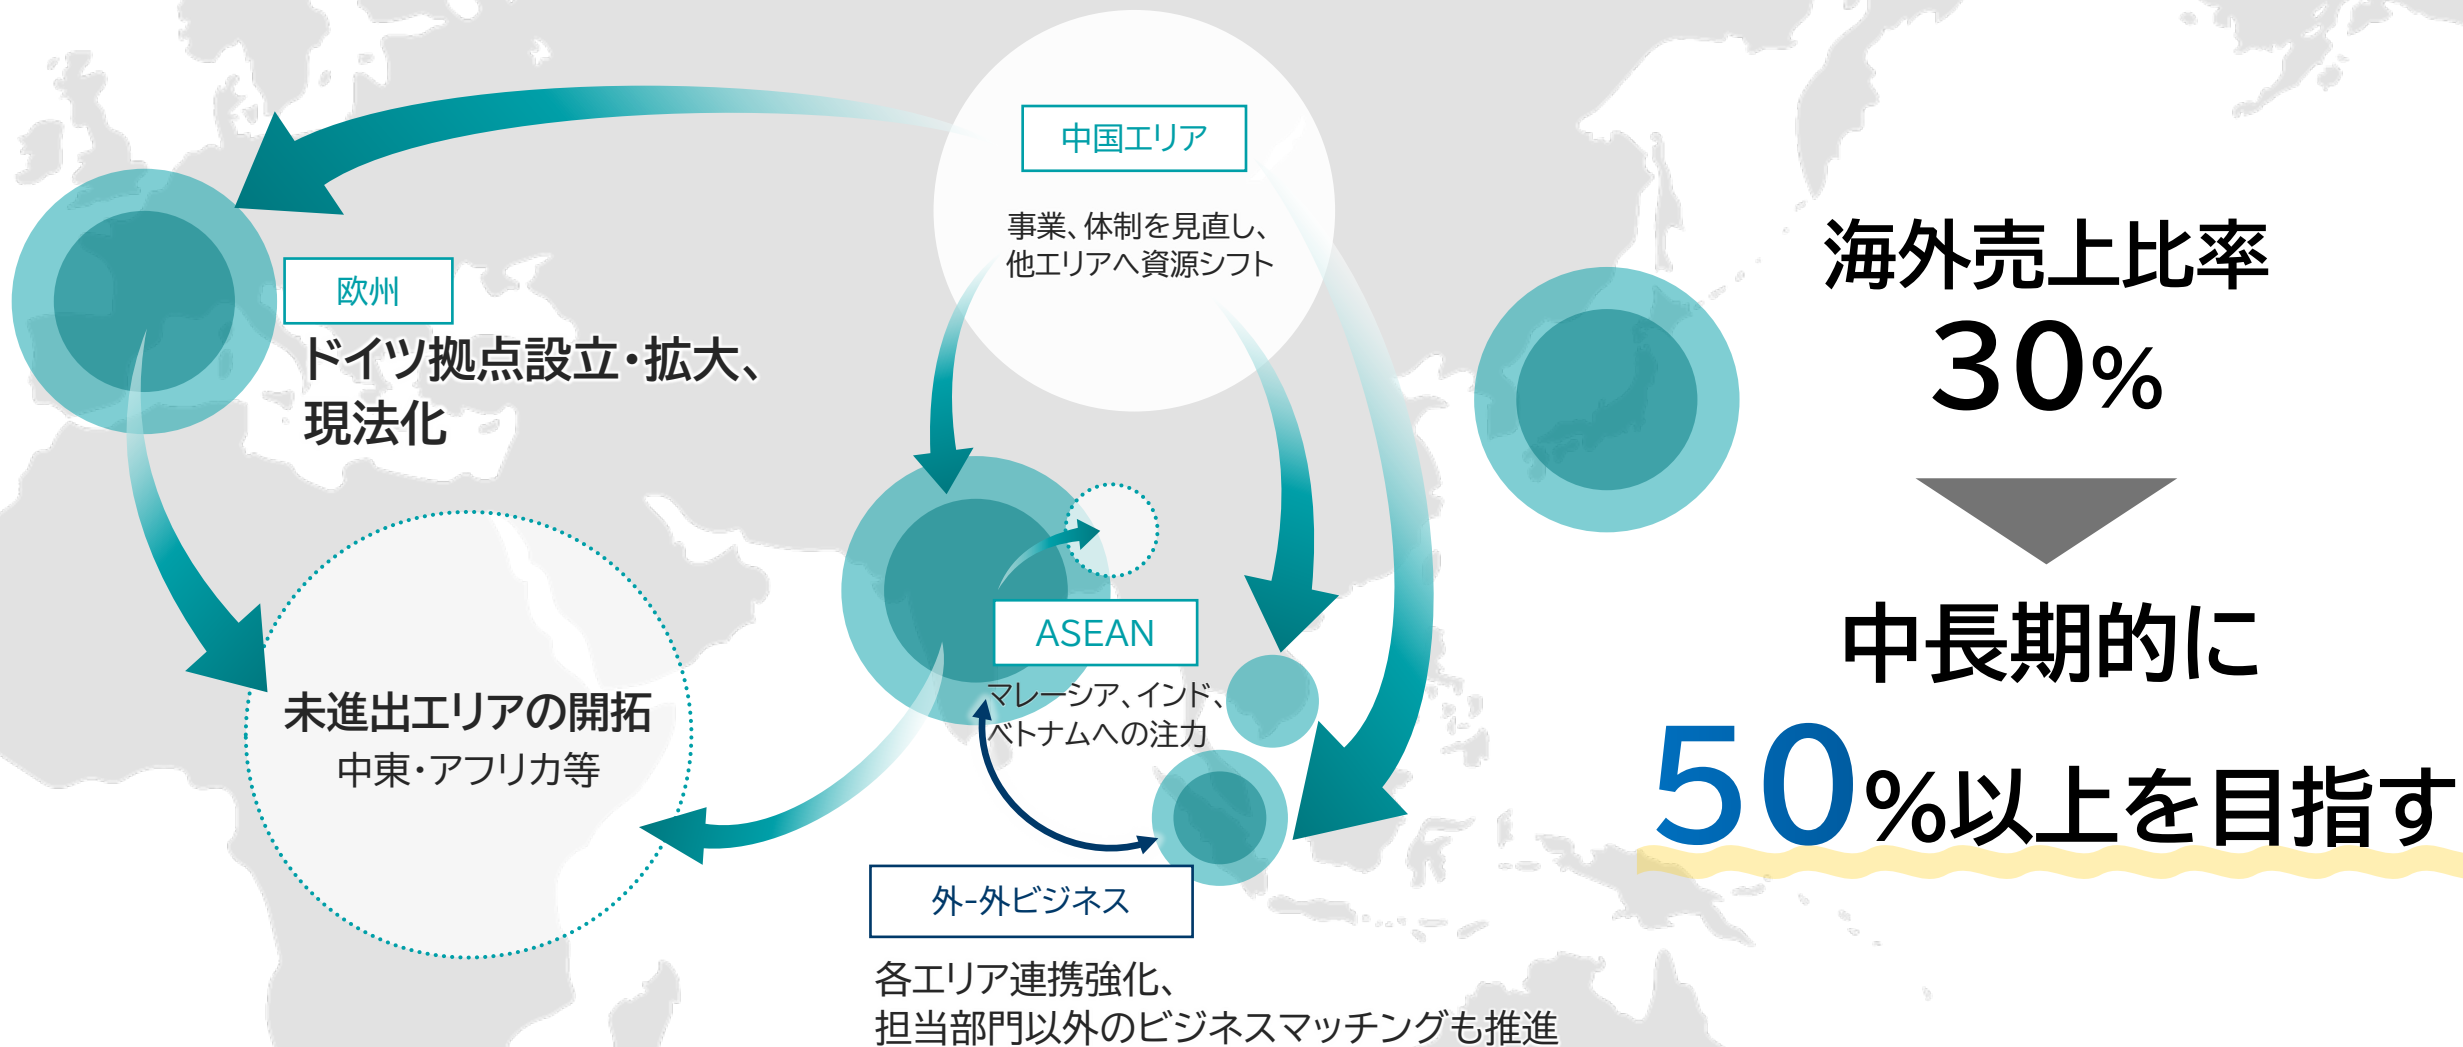 中国エリア
事業、体制を見直し、
他エリアへ資源シフト
欧州
ドイツ拠点設立・拡大、
現法化
未進出エリアの開拓
中東・アフリカ等
ASEAN
マレーシア、インド、
ベトナムへの注力
外-外ビジネス
各エリア連携強化、
担当部門以外のビジネスマッチングも推進
海外売上比率
30%
中長期的に
50%以上を目指す